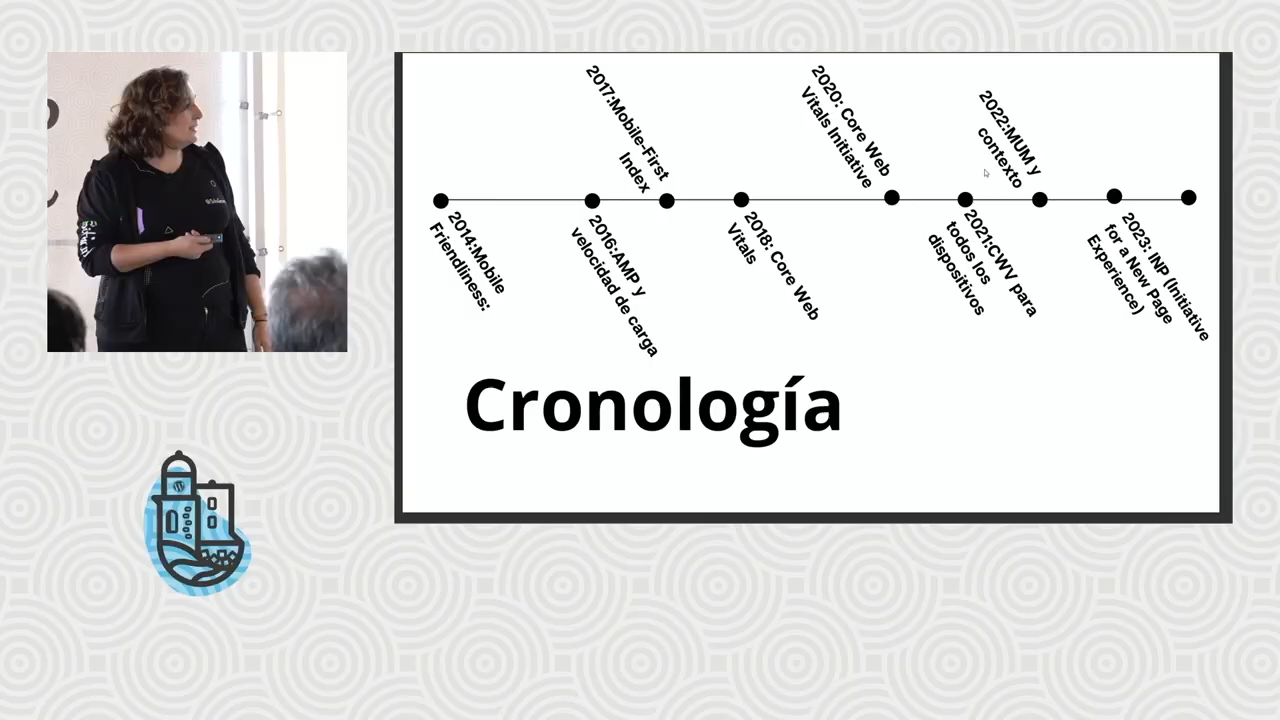 2014:Mobile
Friendliness:
2016:AMP y
velocidad de carga
2017:Mobile-First
Index
2018: Core Web
Vitals
2020: Core Web
Vitals Initiative
2021:CWV para
todos los
dispositivos
2022:MUM y
contexto
2023: INP (Initiative
for a New Page
Experience)
Cronología